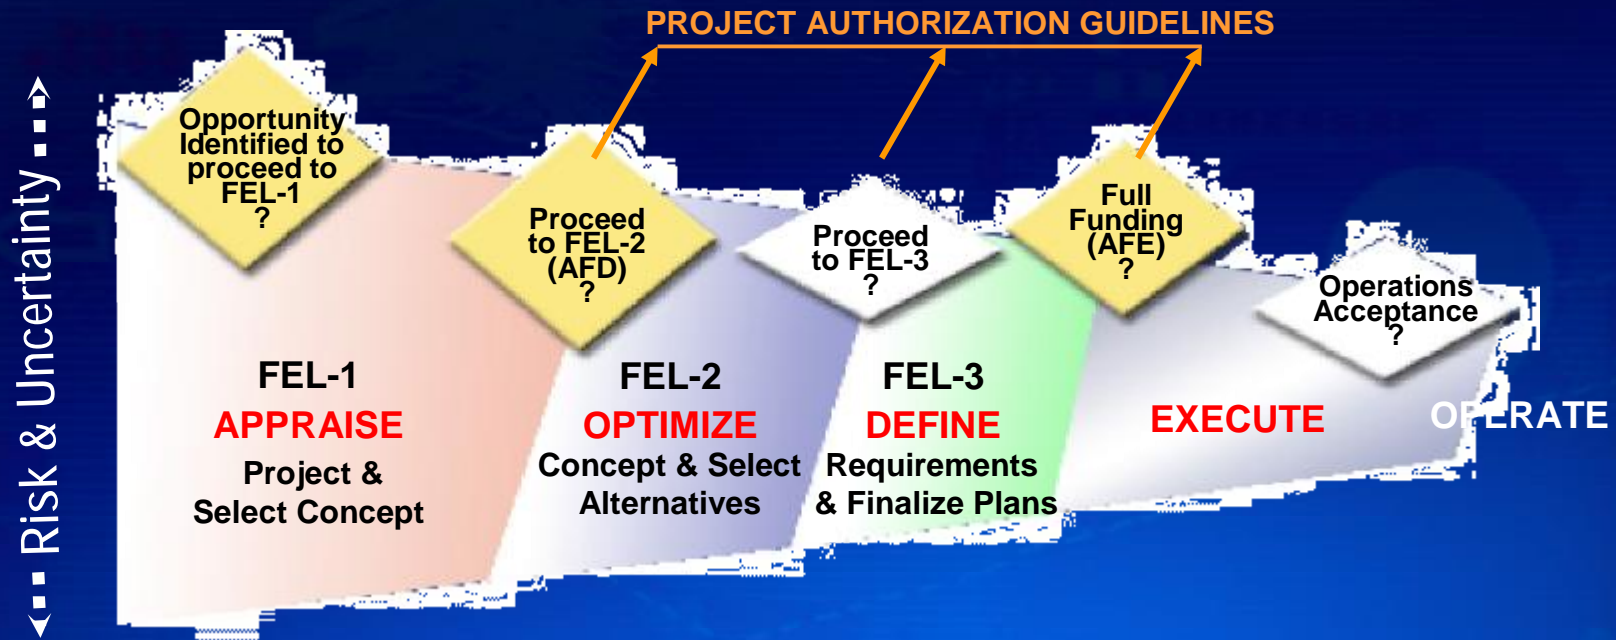 PROJECT AUTHORIZATION GUIDELINES
Risk & Uncertainty
Opportunity
Identified to
proceed to
FEL-1
?
Proceed
to FEL-2
(AFD)
?
Proceed
to FEL-3
?
Full
Funding
(AFE)
?
Operations
Acceptance
?
FEL-1
APPRAISE
Project &
Select Concept
FEL-2
OPTIMIZE
Concept & Select
Alternatives
FEL-3
DEFINE
Requirements
& Finalize Plans
EXECUTE
OPERATE